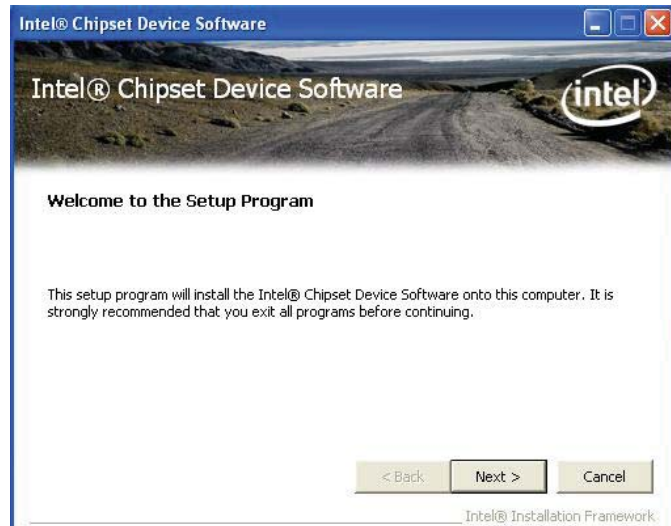 Intel® Chipset Device Software
Intel® Chipset Device Software
intel
Welcome to the Setup Program
This setup program will install the Intel® Chipset Device Software onto this computer. It is
strongly recommended that you exit all programs before continuing.
< Back Next > Cancel
Intel® Installation Framework